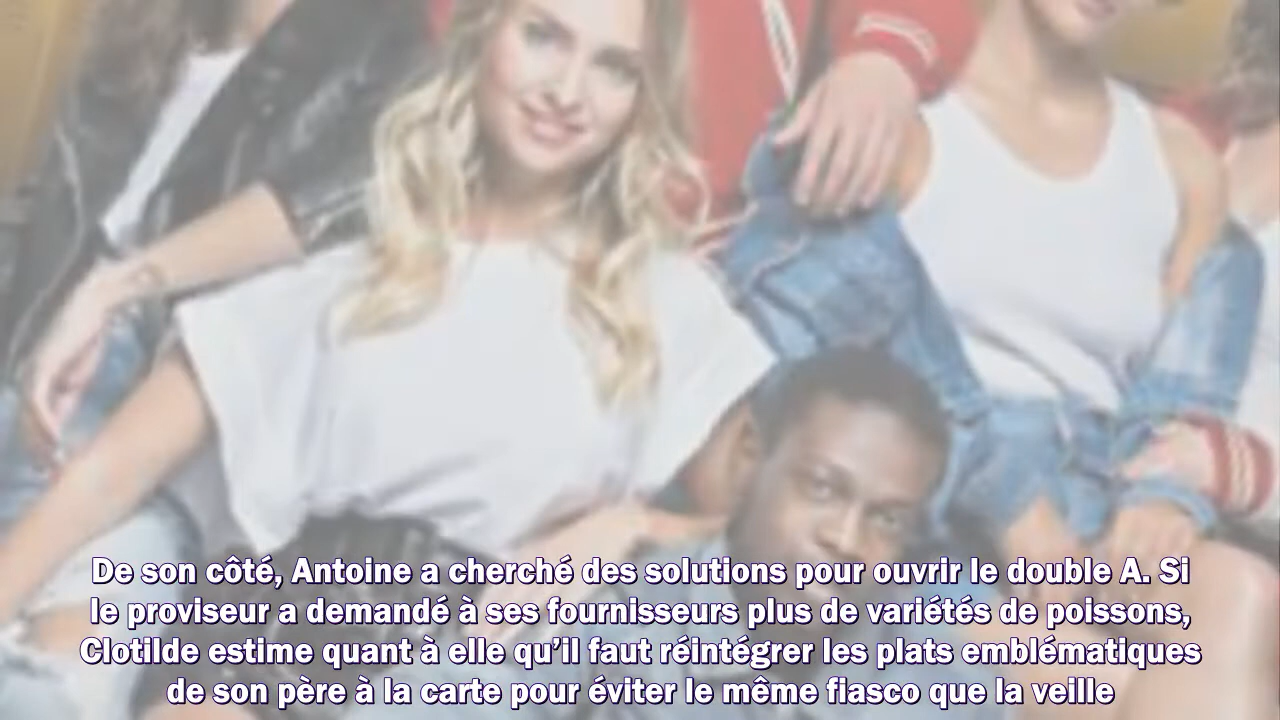 De son côté, Antoine a cherché des solutions pour ouvrir le double A. Si
le proviseur a demandé à ses fournisseurs plus de variétés de poissons,
Clotilde estime quant à elle qu’il faut réintégrer les plats emblématiques
de son père à la carte pour éviter le même fiasco que la veille